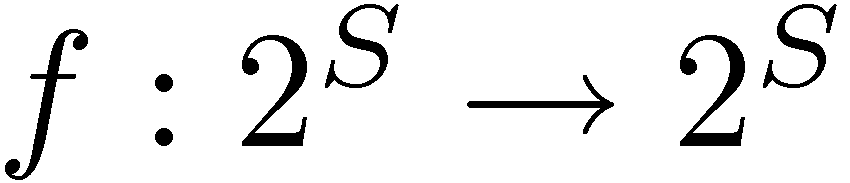 f : 2^S → 2^S